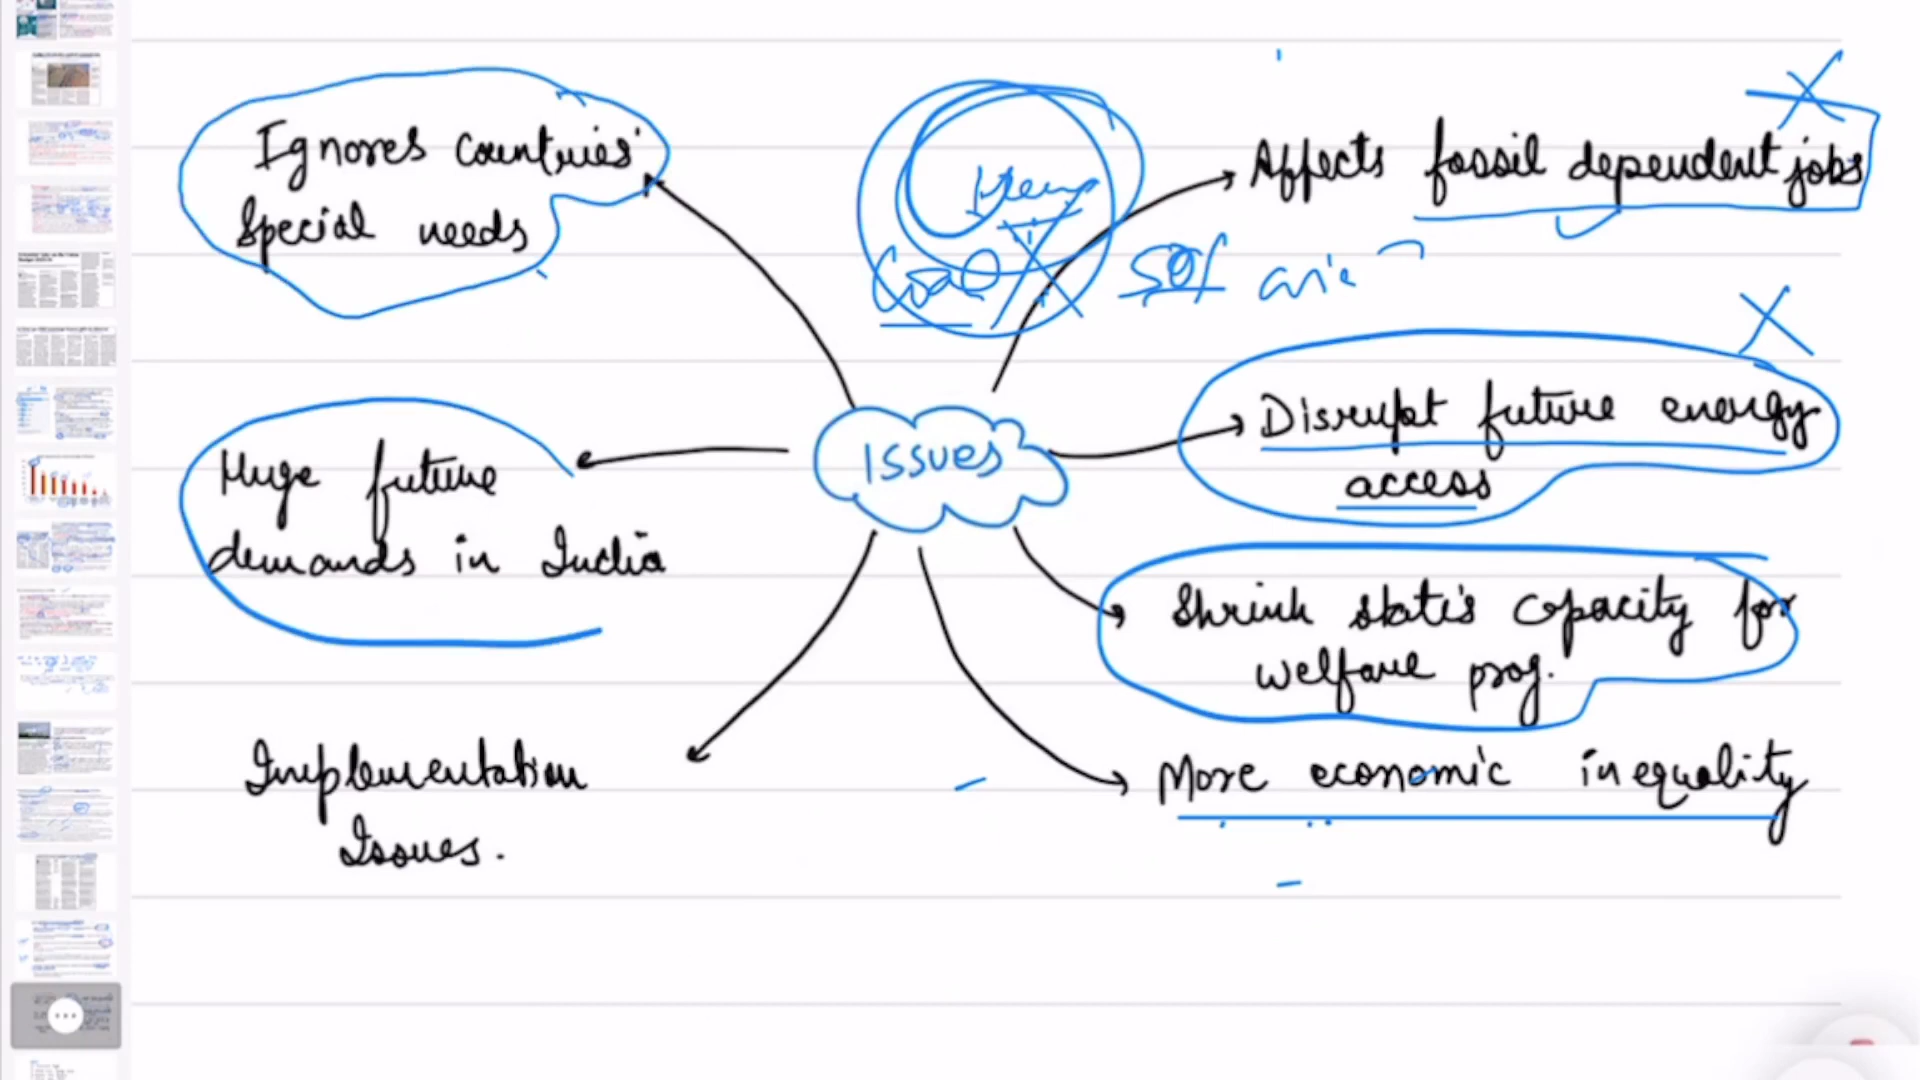 Ignores Countries'
Special needs
Coal
50%
Affects fossil dependent jobs
Issues
Huge future
demands in India
Disrupt future energy
access
Shrink state's capacity for
welfare prog.
Implementation
Issues.
More economic inequality